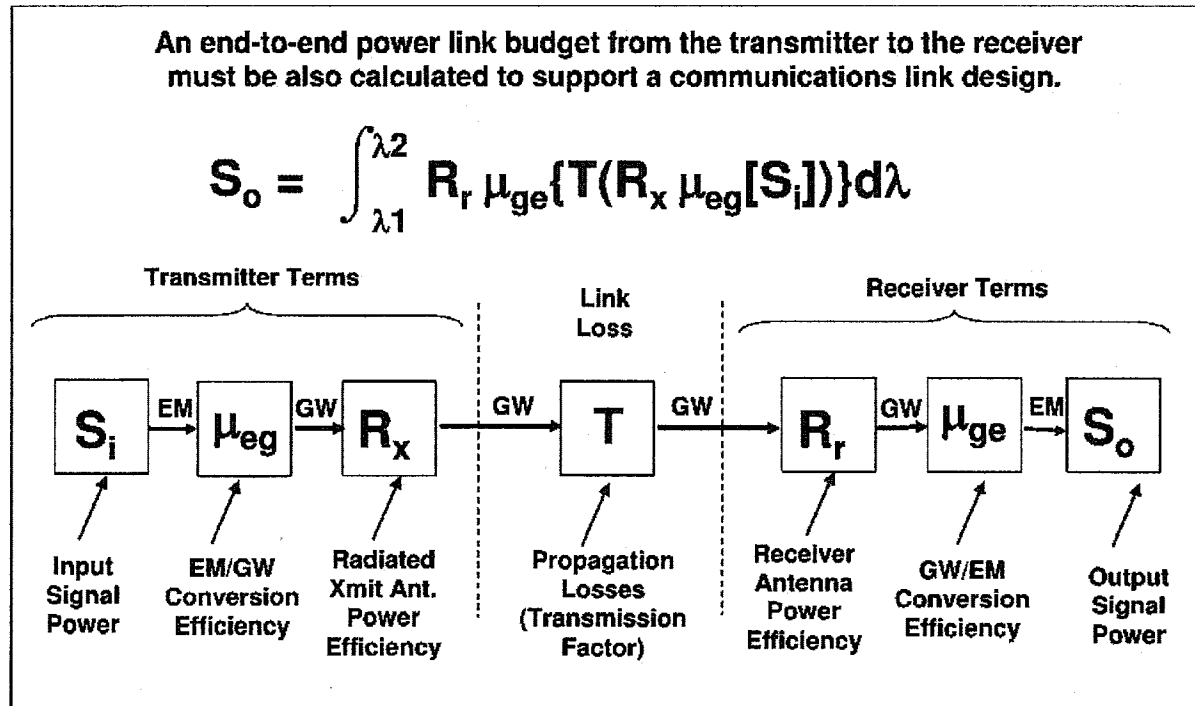 An end-to-end power link budget from the transmitter to the receiver
must be also calculated to support a communications link design.
Sₒ = ∫λ1λ2 Rᵣ μge{T(Rₓ μeg[Sᵢ])}dλ
Transmitter Terms
Link
Loss
Receiver Terms
Sᵢ
EM
μeg
GW
Rₓ
GW
T
GW
Rᵣ
GW
μge
EM
Sₒ
Input
Signal
Power
EM/GW
Conversion
Efficiency
Radiated
Xmit Ant.
Power
Efficiency
Propagation
Losses
(Transmission
Factor)
Receiver
Antenna
Power
Efficiency
GW/EM
Conversion
Efficiency
Output
Signal
Power